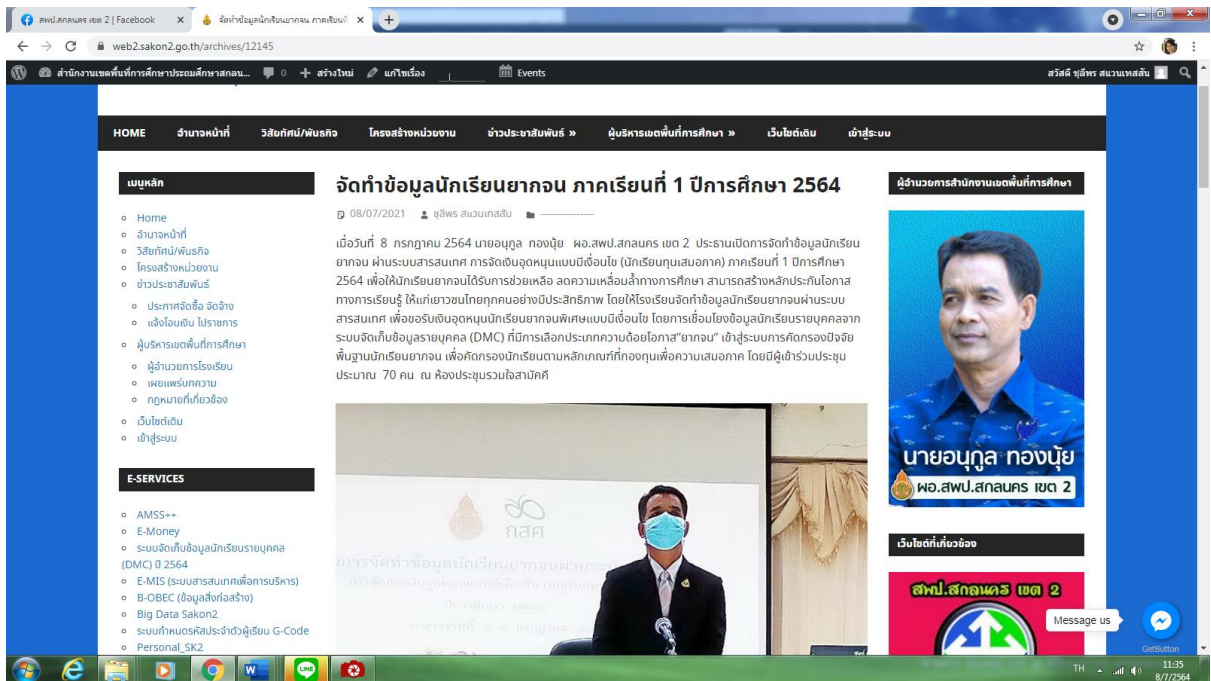 สพป.สกลนคร เขต 2 | Facebook
จัดทำข้อมูลนักเรียนยากจน ภาคเรียนที่
web2.sakon2.go.th/archives/12145
สำนักงานเขตพื้นที่การศึกษาประถมศึกษาสกลน... 0 + สร้างใหม่ แก้ไขเรื่อง Events
สวัสดี ชุลีพร สแวนเทสสัน
HOME อำนาจหน้าที่ วิสัยทัศน์/พันธกิจ โครงสร้างหน่วยงาน ข่าวประชาสัมพันธ์ » ผู้บริหารเขตพื้นที่การศึกษา » เว็บไซต์เดิม เข้าสู่ระบบ
เมนูหลัก
Home
อำนาจหน้าที่
วิสัยทัศน์/พันธกิจ
โครงสร้างหน่วยงาน
ข่าวประชาสัมพันธ์
ประกาศจัดซื้อ จัดจ้าง
แจ้งโอนเงิน ไปราชการ
ผู้บริหารเขตพื้นที่การศึกษา
ผู้อำนวยการโรงเรียน
เผยแพร่บทความ
กฎหมายที่เกี่ยวข้อง
เว็บไซต์เดิม
เข้าสู่ระบบ
E-SERVICES
AMSS++
E-Money
ระบบจัดเก็บข้อมูลนักเรียนรายบุคคล
(DMC) ปี 2564
E-MIS (ระบบสารสนเทศเพื่อการบริหาร)
B-OBEC (ข้อมูลสิ่งก่อสร้าง)
Big Data Sakon2
ระบบกำหนดรหัสประจำตัวผู้เรียน G-Code
Personal_SK2
จัดทำข้อมูลนักเรียนยากจน ภาคเรียนที่ 1 ปีการศึกษา 2564
08/07/2021 ชุลีพร สแวนเทสสัน ----------------
เมื่อวันที่ 8 กรกฎาคม 2564 นายอนุกูล ทองนุ้ย ผอ.สพป.สกลนคร เขต 2 ประธานเปิดการจัดทำข้อมูลนักเรียน
ยากจน ผ่านระบบสารสนเทศ การจัดเงินอุดหนุนแบบมีเงื่อนไข (นักเรียนทุนเสมอภาค) ภาคเรียนที่ 1 ปีการศึกษา
2564 เพื่อให้นักเรียนยากจนได้รับการช่วยเหลือ ลดความเหลื่อมล้ำทางการศึกษา สามารถสร้างหลักประกันโอกาส
ทางการเรียนรู้ ให้แก่เยาวชนไทยทุกคนอย่างมีประสิทธิภาพ โดยให้โรงเรียนจัดทำข้อมูลนักเรียนยากจนผ่านระบบ
สารสนเทศ เพื่อขอรับเงินอุดหนุนนักเรียนยากจนพิเศษแบบมีเงื่อนไข โดยการเชื่อมโยงข้อมูลนักเรียนรายบุคคลจาก
ระบบจัดเก็บข้อมูลรายบุคคล (DMC) ที่มีการเลือกประเภทความด้อยโอกาส"ยากจน" เข้าสู่ระบบการคัดกรองปัจจัย
พื้นฐานนักเรียนยากจน เพื่อคัดกรองนักเรียนตามหลักเกณฑ์ที่กองทุนเพื่อความเสมอภาค โดยมีผู้เข้าร่วมประชุม
ประมาณ 70 คน ณ ห้องประชุมรวมใจสามัคคี
กสศ
การจัดทำข้อมูลนักเรียนยากจนผ่านระ
ผู้อำนวยการสำนักงานเขตพื้นที่การศึกษา
นายอนุกูล ทองนุ้ย
ผอ.สพป.สกลนคร เขต 2
เว็บไซต์ที่เกี่ยวข้อง
สพป.สกลนคร เขต 2
Message us
GetButton
TH
11:35
8/7/2564